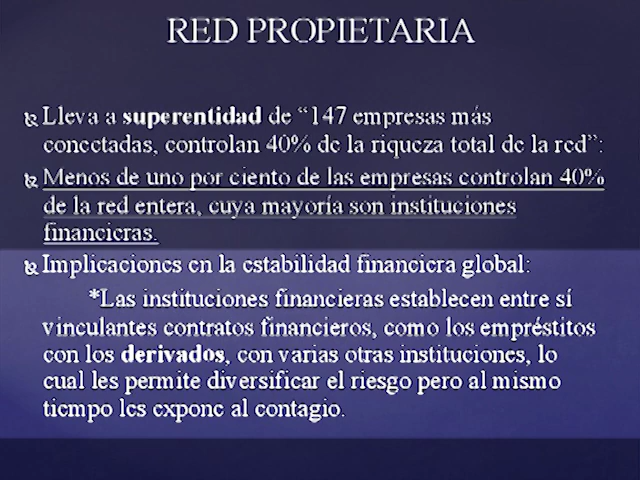 RED PROPIETARIA
Lleva a superentidad de “147 empresas más
conectadas, controlan 40% de la riqueza total de la red”:
Menos de uno por ciento de las empresas controlan 40%
de la red entera, cuya mayoría son instituciones
financieras.
Implicaciones en la estabilidad financiera global:
*Las instituciones financieras establecen entre sí
vinculantes contratos financieros, como los empréstitos
con los derivados, con varias otras instituciones, lo
cual les permite diversificar el riesgo pero al mismo
tiempo les expone al contagio.